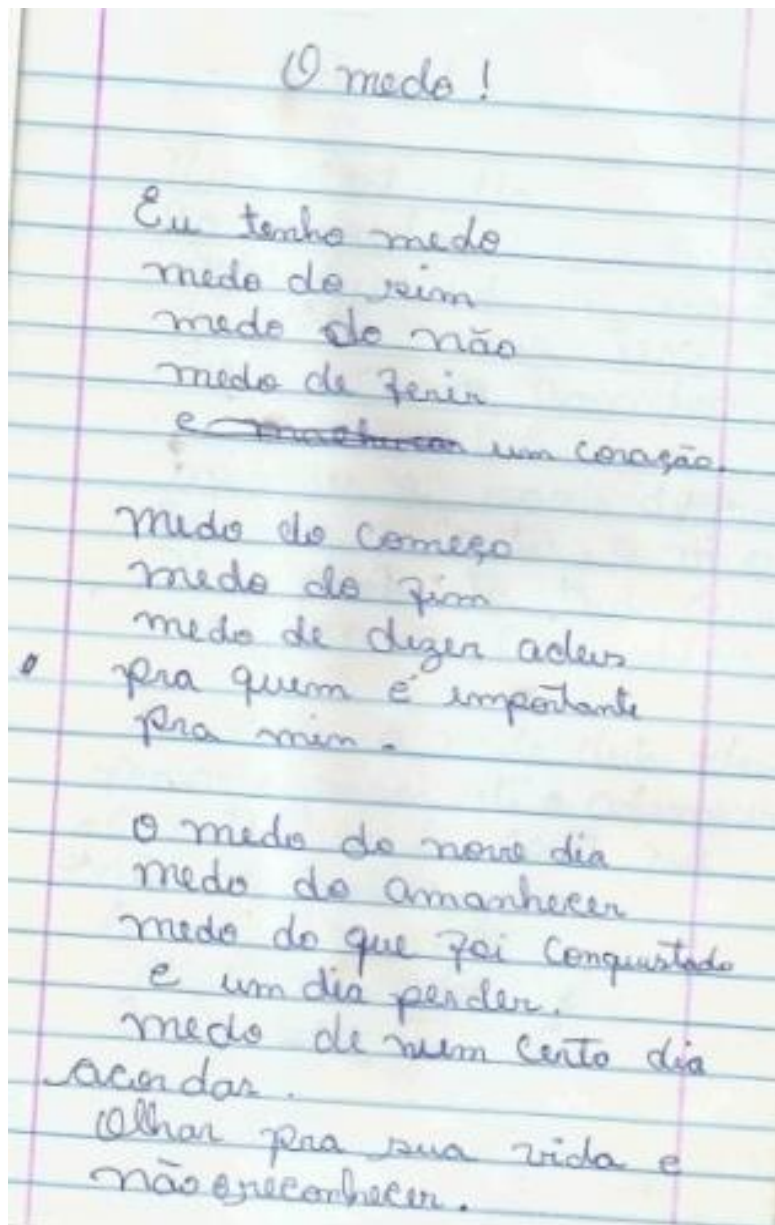 O medo!
Eu tenho medo
medo do sim
medo do não
medo de ferir
e machucar um coração.
medo do começo
medo do fim
medo de dizer adeus
pra quem é importante
pra mim.
O medo do novo dia
medo do amanhecer
medo do que foi conquistado
e um dia perder.
medo de num certo dia
acordar.
Olhar pra sua vida e
não reconhecer.